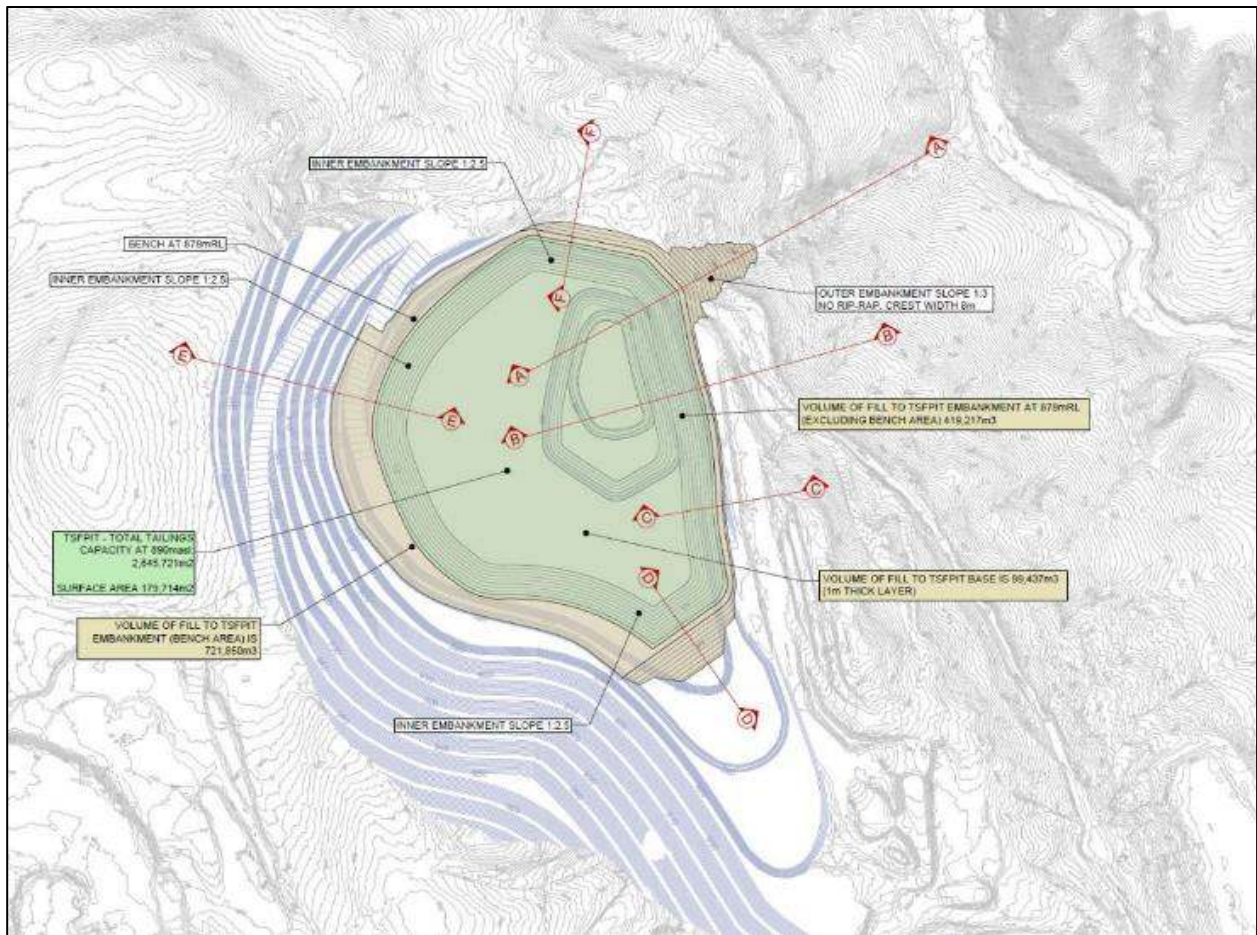 F
A
INNER EMBANKMENT SLOPE 1:2.5
BENCH AT 878mRL
INNER EMBANKMENT SLOPE 1:2.5
F
OUTER EMBANKMENT SLOPE 1:3
NO RIP-RAP. CREST WIDTH 8m
B
E
A
E
B
VOLUME OF FILL TO TSFPIT EMBANKMENT AT 878mRL
(EXCLUDING BENCH AREA) 419,217m3
C
C
TSFPIT - TOTAL TAILINGS
CAPACITY AT 890masl:
2,645,721m2
SURFACE AREA 179,714m2
D
VOLUME OF FILL TO TSFPIT BASE IS 99,437m3
(1m THICK LAYER)
VOLUME OF FILL TO TSFPIT
EMBANKMENT (BENCH AREA) IS
721,850m3
D
INNER EMBANKMENT SLOPE 1:2.5